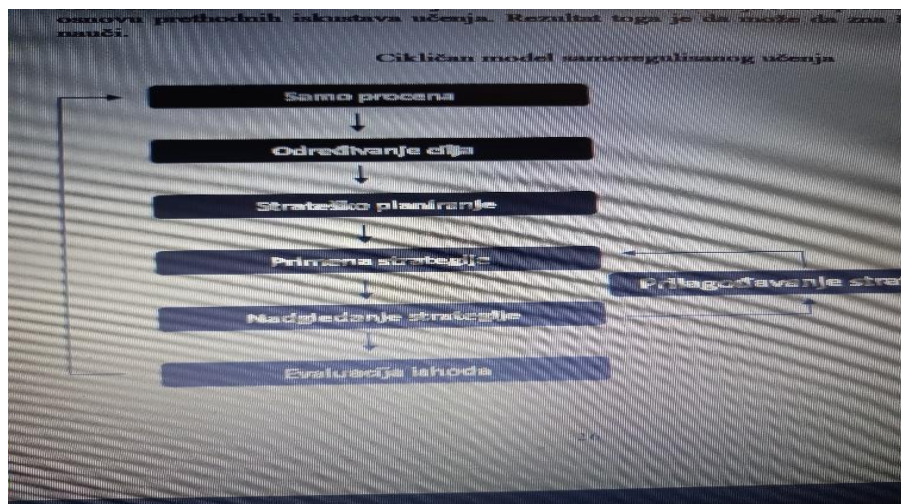 osnovu prethodnih iskustava učenja. Rezultat toga je da može da zna
nauči.
Cikličan model samoregulisanog učenja
Samo procena
Određivanje cilja
Strateško planiranje
Primena strategije
Prilagođavanje
Nadgledanje strategije
Evaluacija ishoda